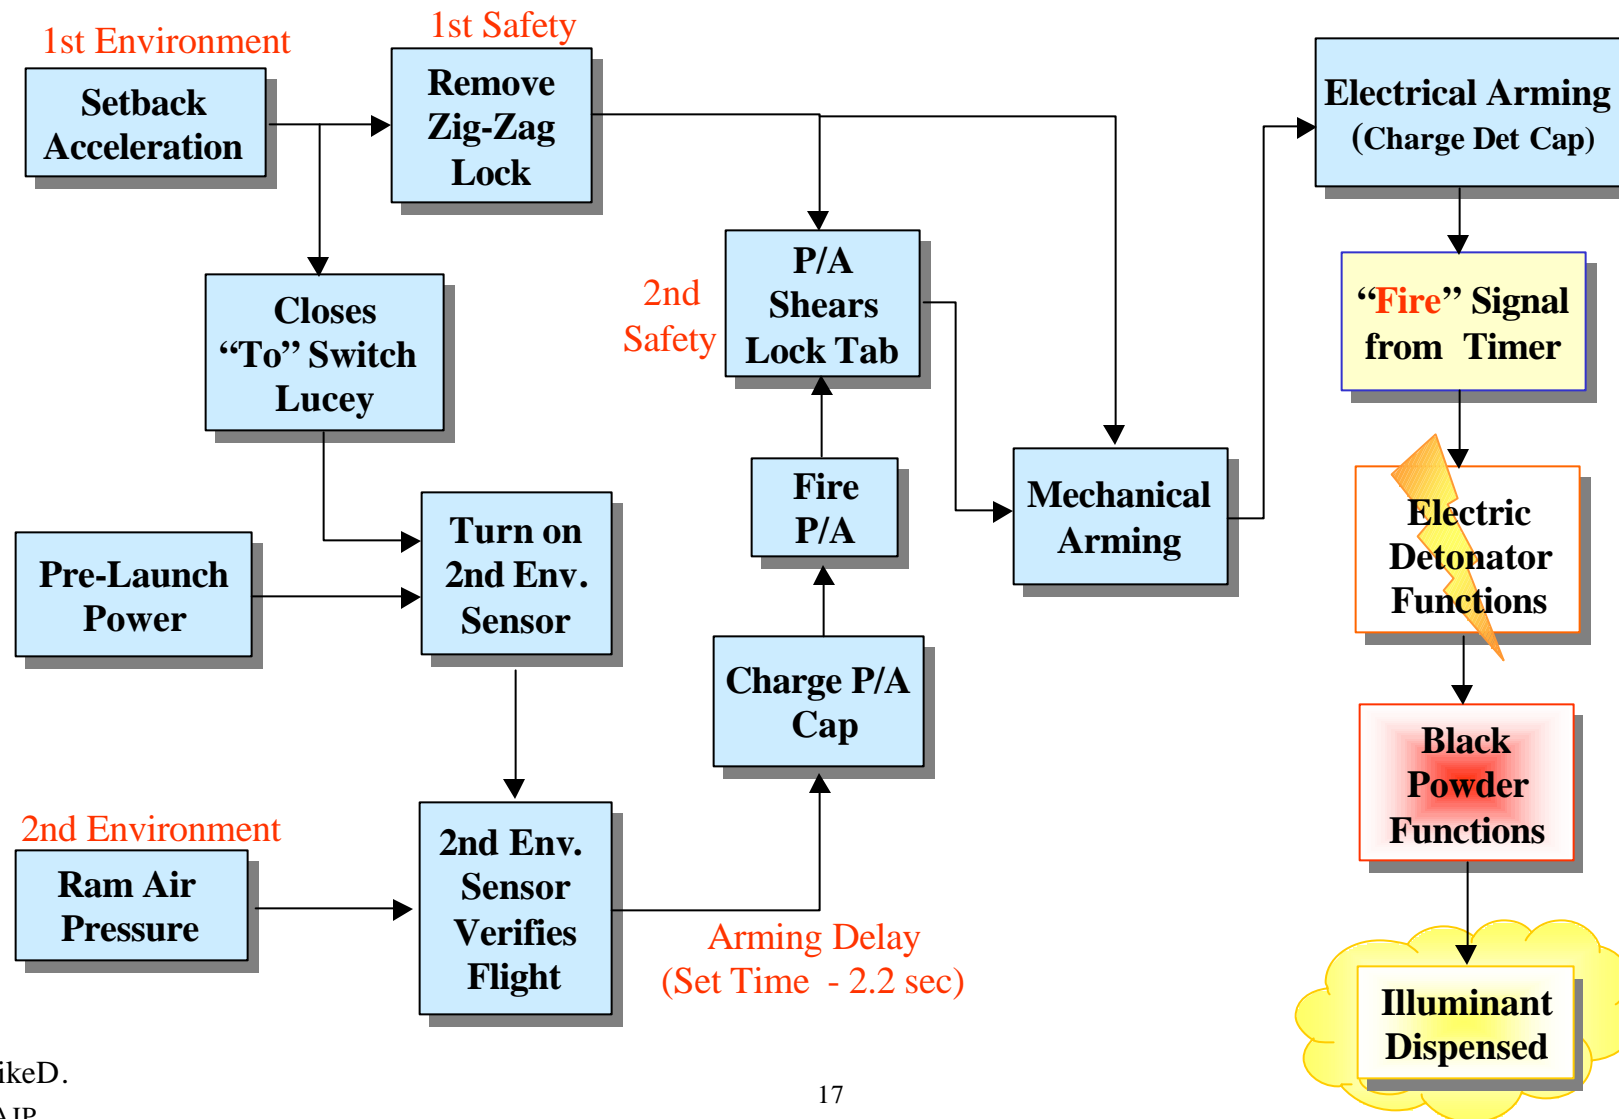 1st Environment
1st Safety
Setback
Acceleration
Remove
Zig-Zag
Lock
Electrical Arming
(Charge Det Cap)
Closes
“To” Switch
Lucey
2nd
Safety
P/A
Shears
Lock Tab
“Fire” Signal
from Timer
Pre-Launch
Power
Turn on
2nd Env.
Sensor
Fire
P/A
Mechanical
Arming
Electric
Detonator
Functions
Charge P/A
Cap
Black
Powder
Functions
2nd Environment
Ram Air
Pressure
2nd Env.
Sensor
Verifies
Flight
Arming Delay
(Set Time - 2.2 sec)
Illuminant
Dispensed
ikeD.
17